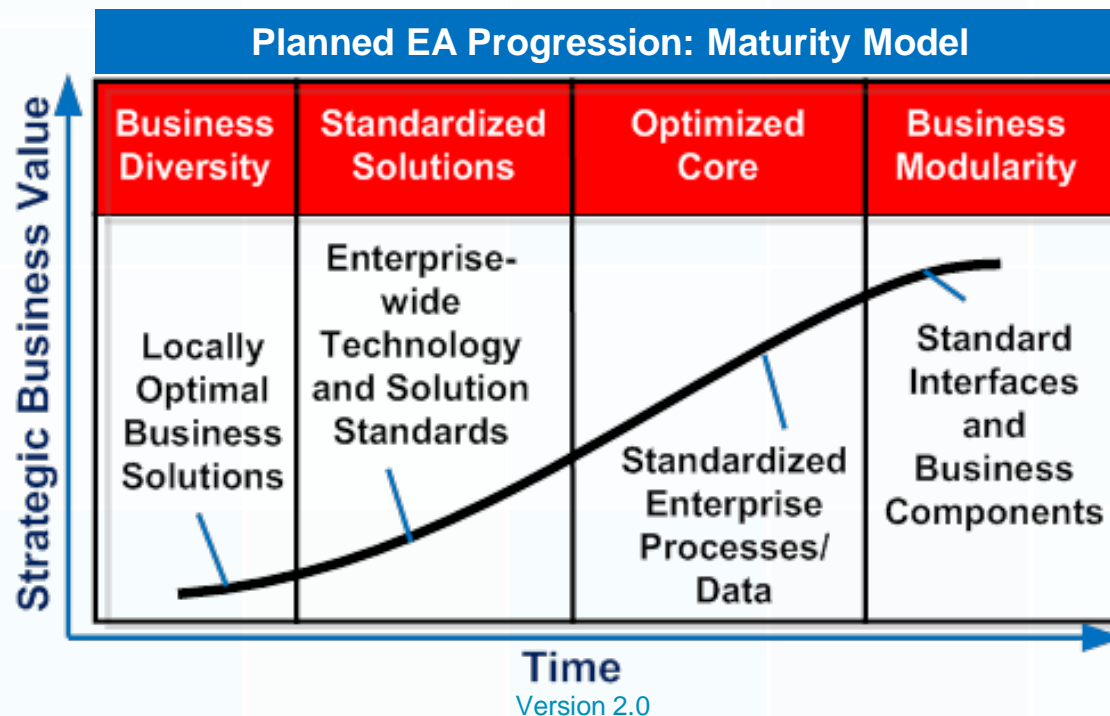 Planned EA Progression: Maturity Model
Strategic Business Value
Business
Diversity
Standardized
Solutions
Optimized
Core
Business
Modularity
Locally
Optimal
Business
Solutions
Enterprise-
wide
Technology
and Solution
Standards
Standardized
Enterprise
Processes/
Data
Standard
Interfaces
and
Business
Components
Time
Version 2.0